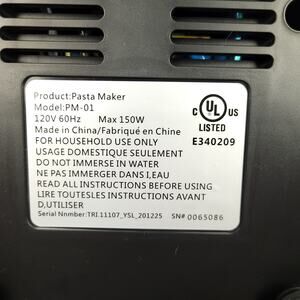 Product:Pasta Maker
Model:PM-01
120V 60Hz Max 150W
Made in China/Fabriqué en Chine
FOR HOUSEHOLD USE ONLY
USAGE DOMESTIQUE SEULEMENT
DO NOT IMMERSE IN WATER
NE PAS IMMERGER DANS I,EAU
READ ALL INSTRUCTIONS BEFORE USING
LIRE TOUTESLES INSTRUCTIONS AVANT
D,UTILISER
Serial Nnmber:TRI.11107_YSL_201225 SN# 0065086
C UL US
LISTED
E340209